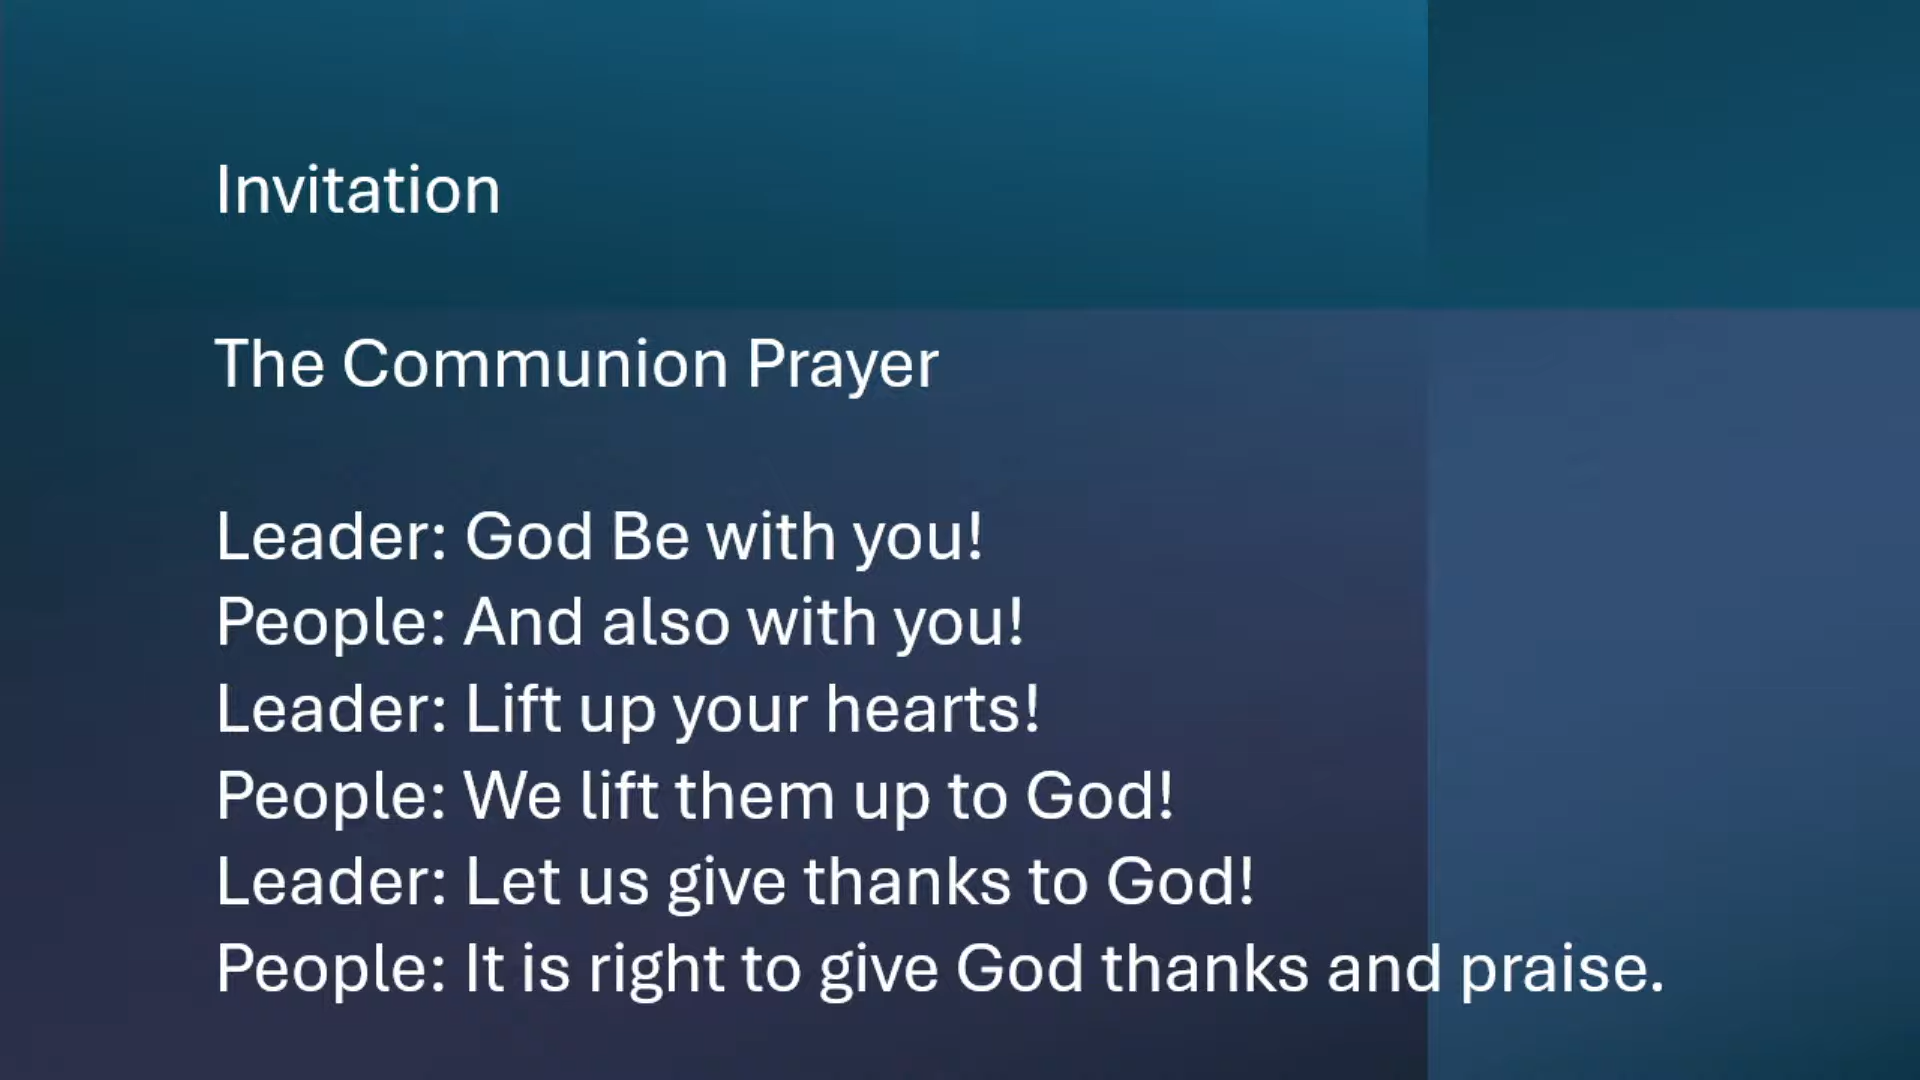 Invitation
The Communion Prayer
Leader: God Be with you!
People: And also with you!
Leader: Lift up your hearts!
People: We lift them up to God!
Leader: Let us give thanks to God!
People: It is right to give God thanks and praise.